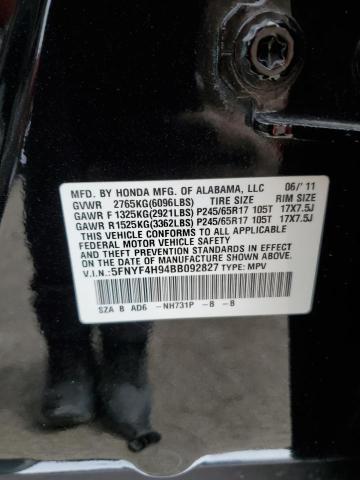 MFD. BY HONDA MFG. OF ALABAMA, LLC 06/'11
GVWR 2765KG(6096LBS) TIRE SIZE RIM SIZE
GAWR F 1325KG(2921LBS) P245/65R17 105T 17X7.5J
GAWR R1525KG(3362LBS) P245/65R17 105T 17X7.5J
THIS VEHICLE CONFORMS TO ALL APPLICABLE
FEDERAL MOTOR VEHICLE SAFETY, BUMPER,
AND THEFT PREVENTION STANDARDS IN EFFECT
ON THE DATE OF MANUFACTURE SHOWN ABOVE.
V.I.N.: 5FNYF4H94BB092827 TYPE: MPV
SZA B AD6 -NH731P -B -B